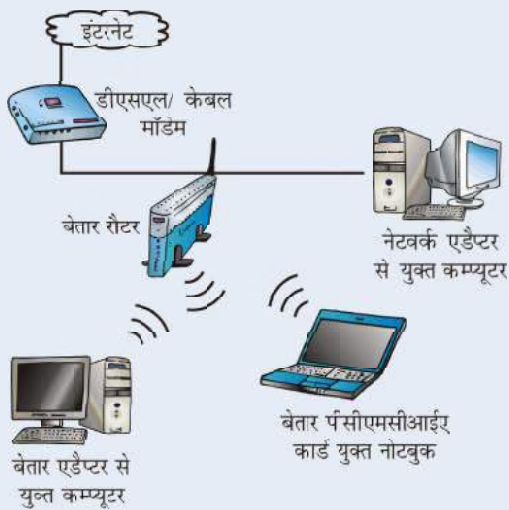 इंटरनेट
डीएसएल/ केबल
मॉडेम
बेतार रौटर
नेटवर्क एडैप्टर
से युक्त कम्प्यूटर
बेतार पीसीएमसीआईए
कार्ड युक्त नोटबुक
बेतार एडैप्टर से
युक्त कम्प्यूटर